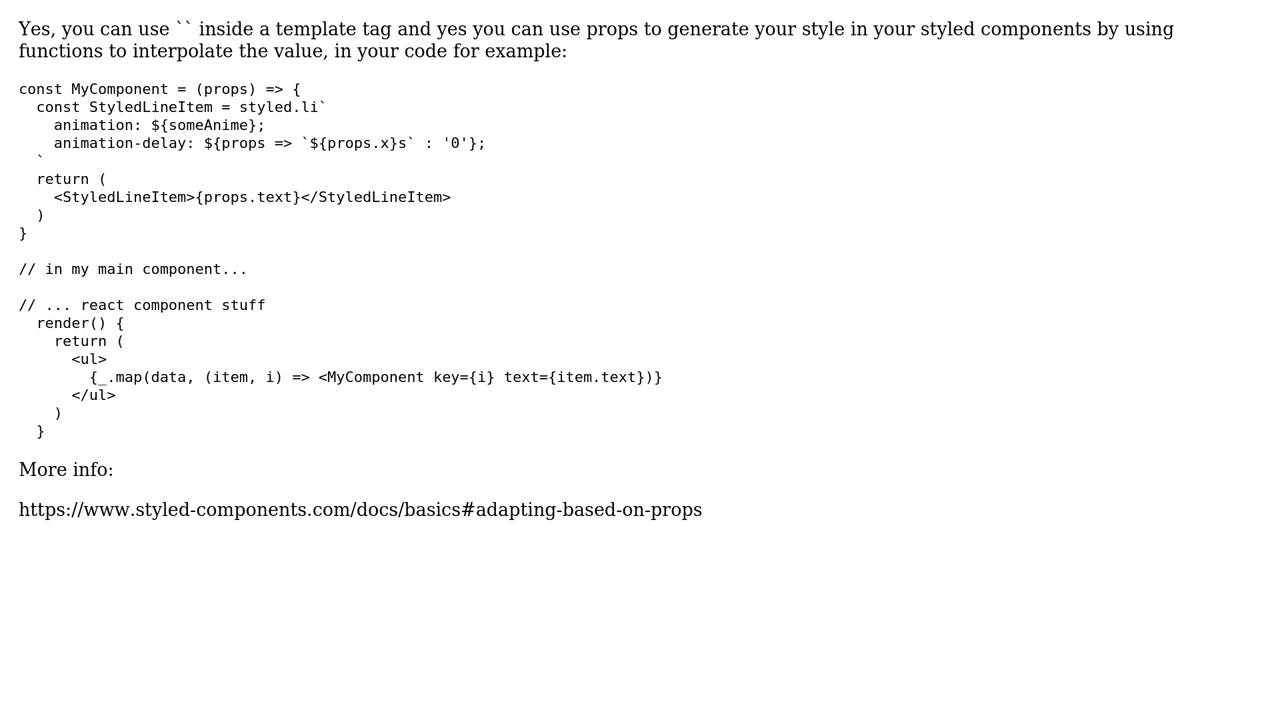 Yes, you can use `` inside a template tag and yes you can use props to generate your style in your styled components by using
functions to interpolate the value, in your code for example:
const MyComponent = (props) => {
  const StyledLineItem = styled.li`
    animation: ${someAnime};
    animation-delay: ${props => `${props.x}s` : '0'};
  `
  return (
    <StyledLineItem>{props.text}</StyledLineItem>
  )
}
// in my main component...
// ... react component stuff
  render() {
    return (
      <ul>
        {_.map(data, (item, i) => <MyComponent key={i} text={item.text})}
      </ul>
    )
  }
More info:
https://www.styled-components.com/docs/basics#adapting-based-on-props